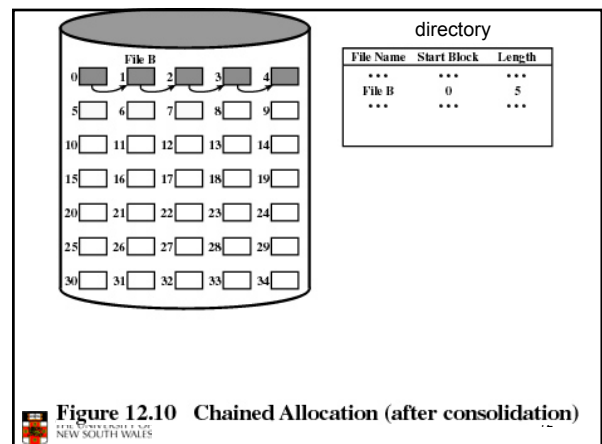 directory
File B
0 1 2 3 4
5 6 7 8 9
10 11 12 13 14
15 16 17 18 19
20 21 22 23 24
25 26 27 28 29
30 31 32 33 34
File Name Start Block Length
••• ••• •••
File B 0 5
••• ••• •••
Figure 12.10 Chained Allocation (after consolidation)
NEW SOUTH WALES